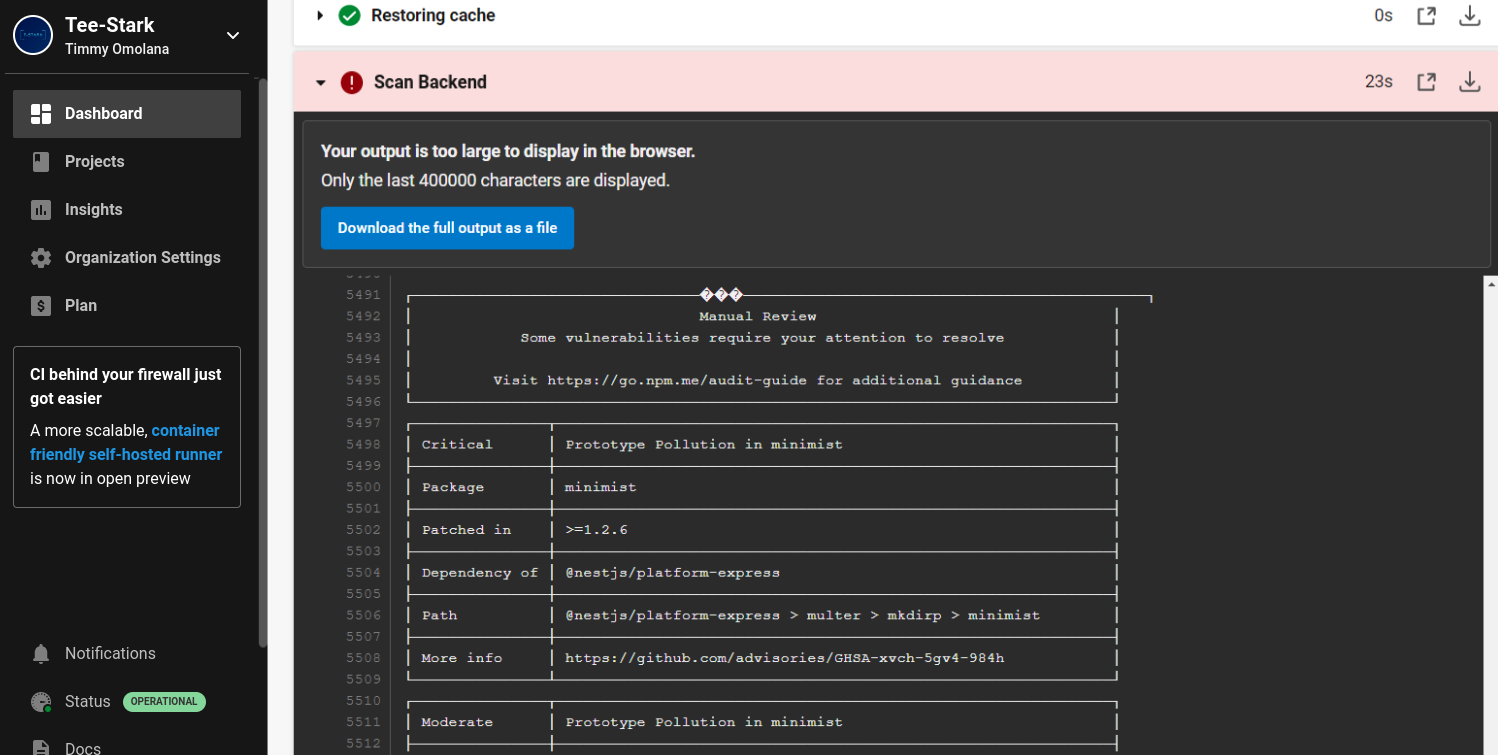 Tee-Stark
Timmy Omolana
Dashboard
Projects
Insights
Organization Settings
Plan
CI behind your firewall just
got easier
A more scalable, container
friendly self-hosted runner
is now in open preview
Notifications
Status OPERATIONAL
Docs
Restoring cache 0s
Scan Backend 23s
Your output is too large to display in the browser.
Only the last 400000 characters are displayed.
Download the full output as a file
5491 ���
5492 Manual Review
5493 Some vulnerabilities require your attention to resolve
5494
5495 Visit https://go.npm.me/audit-guide for additional guidance
5496
5497
5498 Critical Prototype Pollution in minimist
5499
5500 Package minimist
5501
5502 Patched in >=1.2.6
5503
5504 Dependency of @nestjs/platform-express
5505
5506 Path @nestjs/platform-express > multer > mkdirp > minimist
5507
5508 More info https://github.com/advisories/GHSA-xvch-5gv4-984h
5509
5510
5511 Moderate Prototype Pollution in minimist
5512